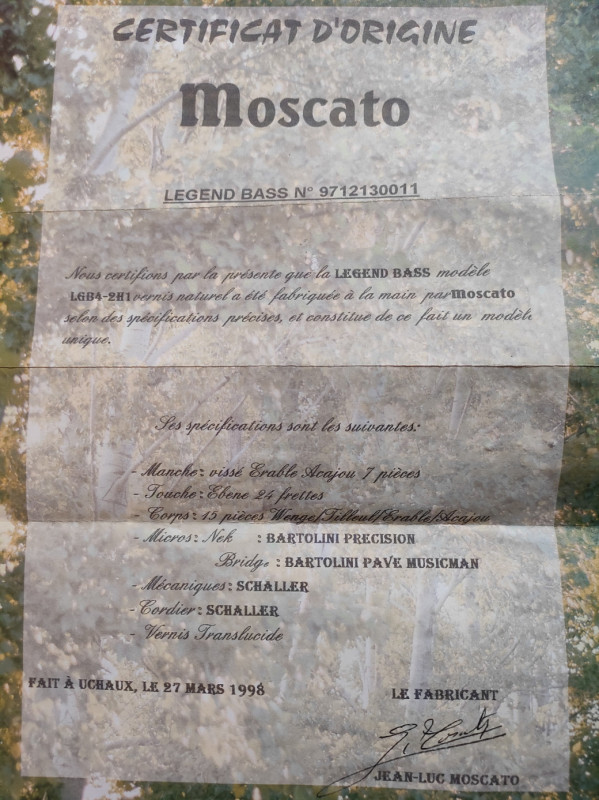 CERTIFICAT D'ORIGINE
Moscato
LEGEND BASS N° 9712130011
Nous certifions par la présente que la LEGEND BASS modèle
LGB4-2H1 vernis naturel a été fabriquée à la main par Moscato
selon des spécifications précises, et constitue de ce fait un modèle
unique.
Ses spécifications sont les suivantes:
- Manche: vissé Erable Acajou 7 pièces
- Touche: Ebene 24 frettes
- Corps: 15 pièces Wenge/Tilleul/Erable/Acajou
- Micros: Nek : BARTOLINI PRECISION
Bridge : BARTOLINI PAVE MUSICMAN
- Mécaniques: SCHALLER
- Cordier: SCHALLER
- Vernis Translucide
FAIT À UCHAUX, LE 27 MARS 1998
LE FABRICANT
JEAN-LUC MOSCATO